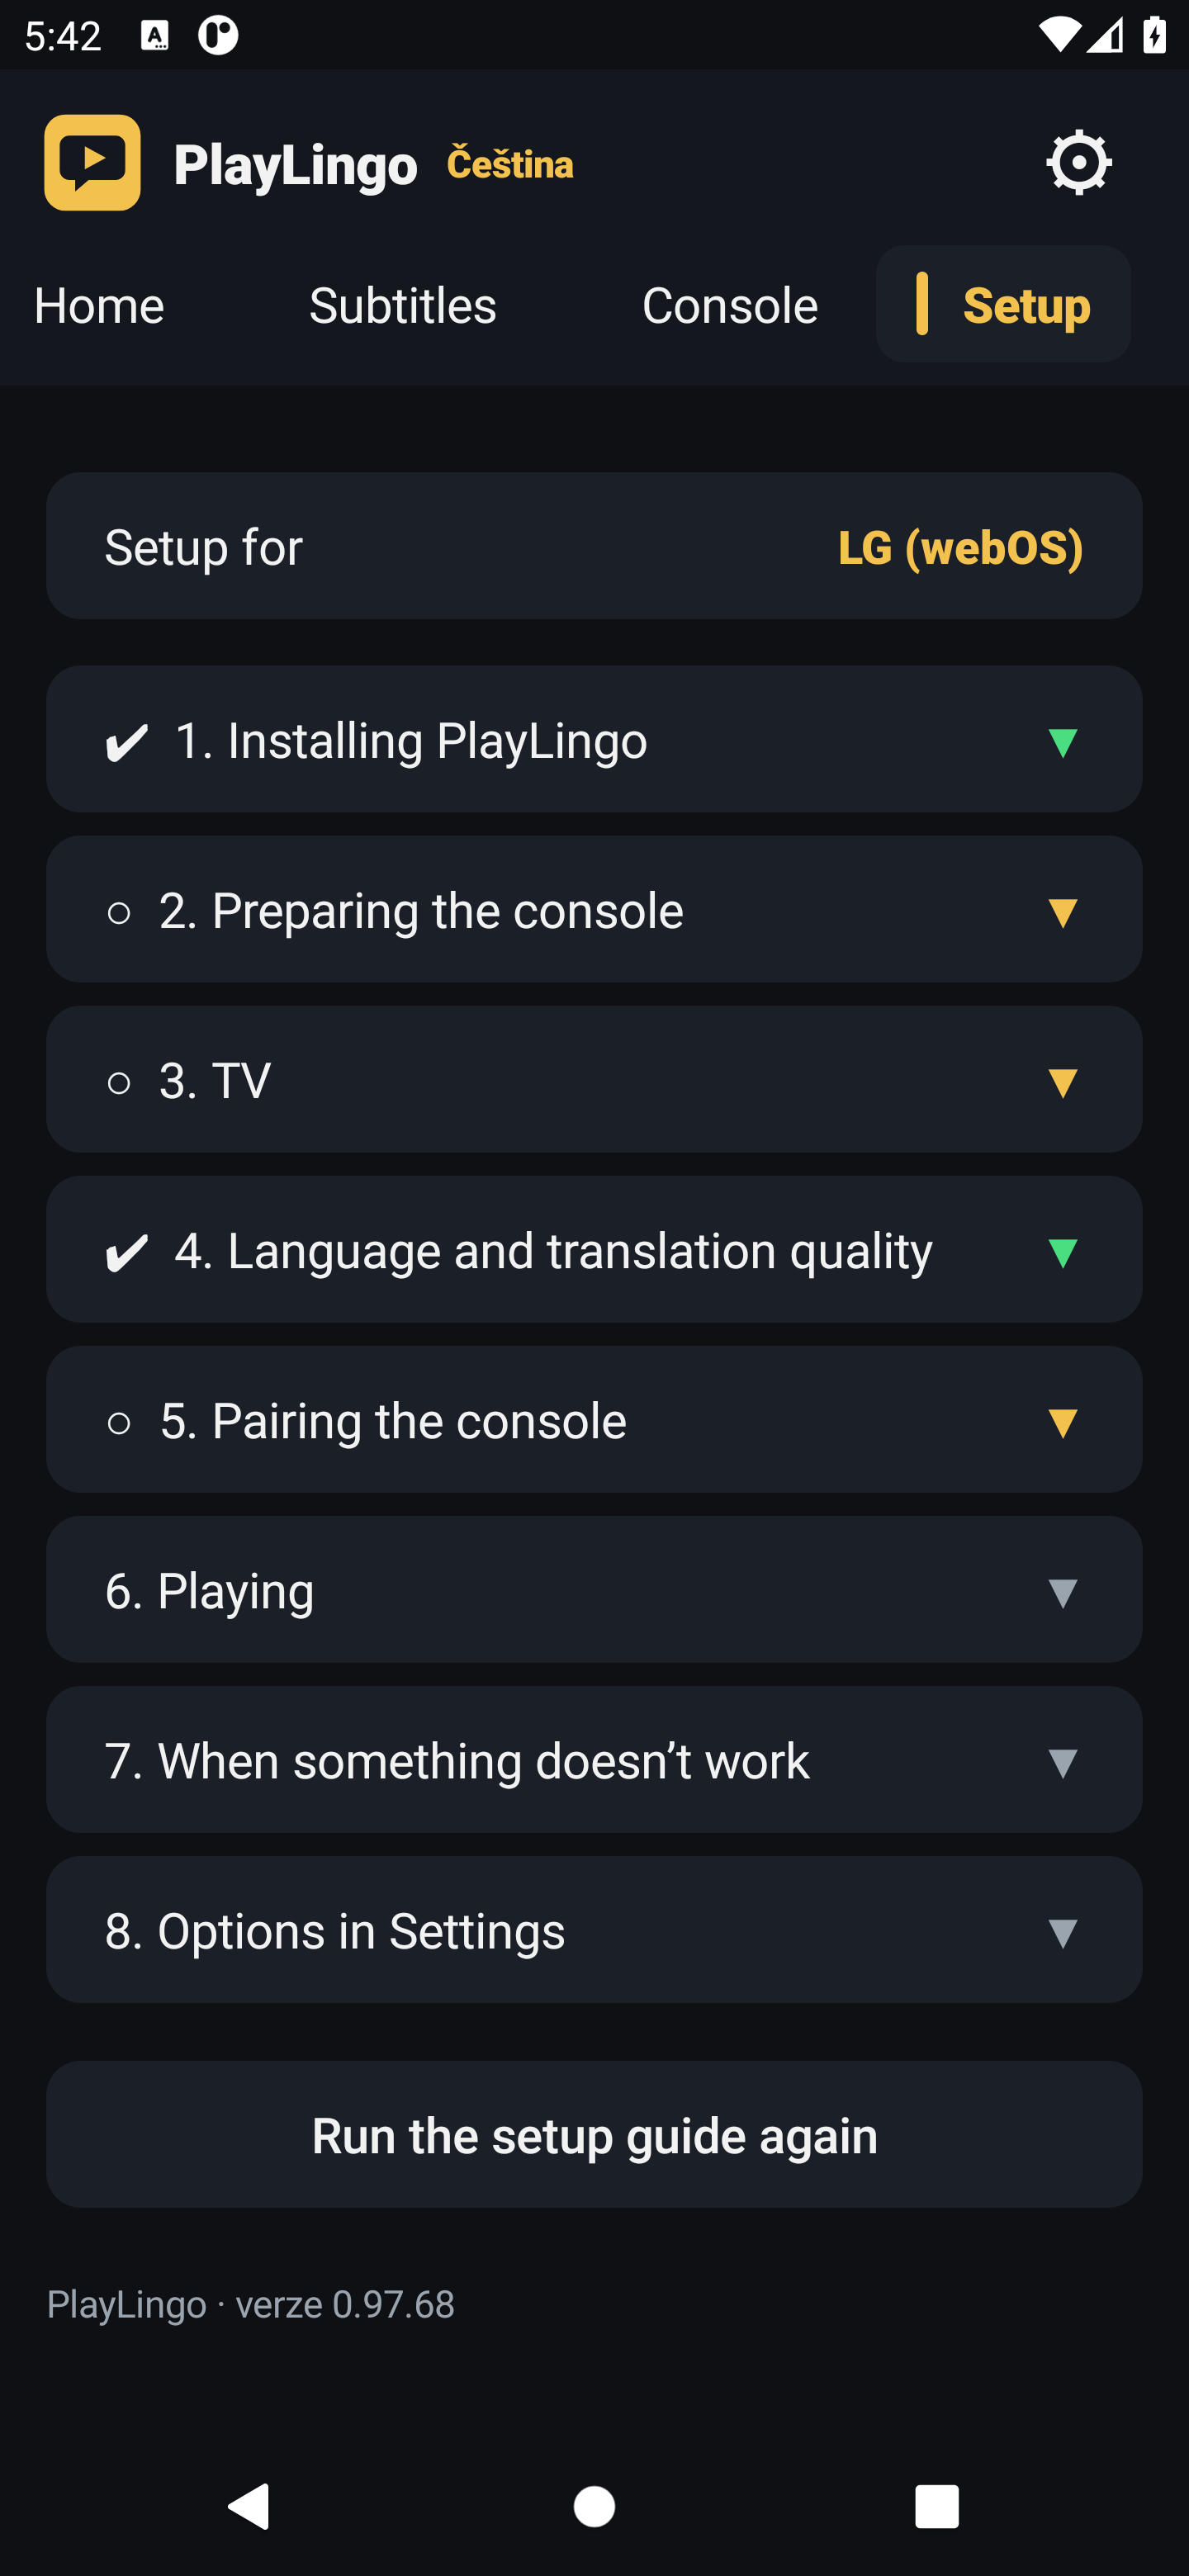 5:42
PlayLingo Čeština
Home Subtitles Console Setup
Setup for LG (webOS)
✔ 1. Installing PlayLingo ▼
○ 2. Preparing the console ▼
○ 3. TV ▼
✔ 4. Language and translation quality ▼
○ 5. Pairing the console ▼
6. Playing ▼
7. When something doesn’t work ▼
8. Options in Settings ▼
Run the setup guide again
PlayLingo · verze 0.97.68